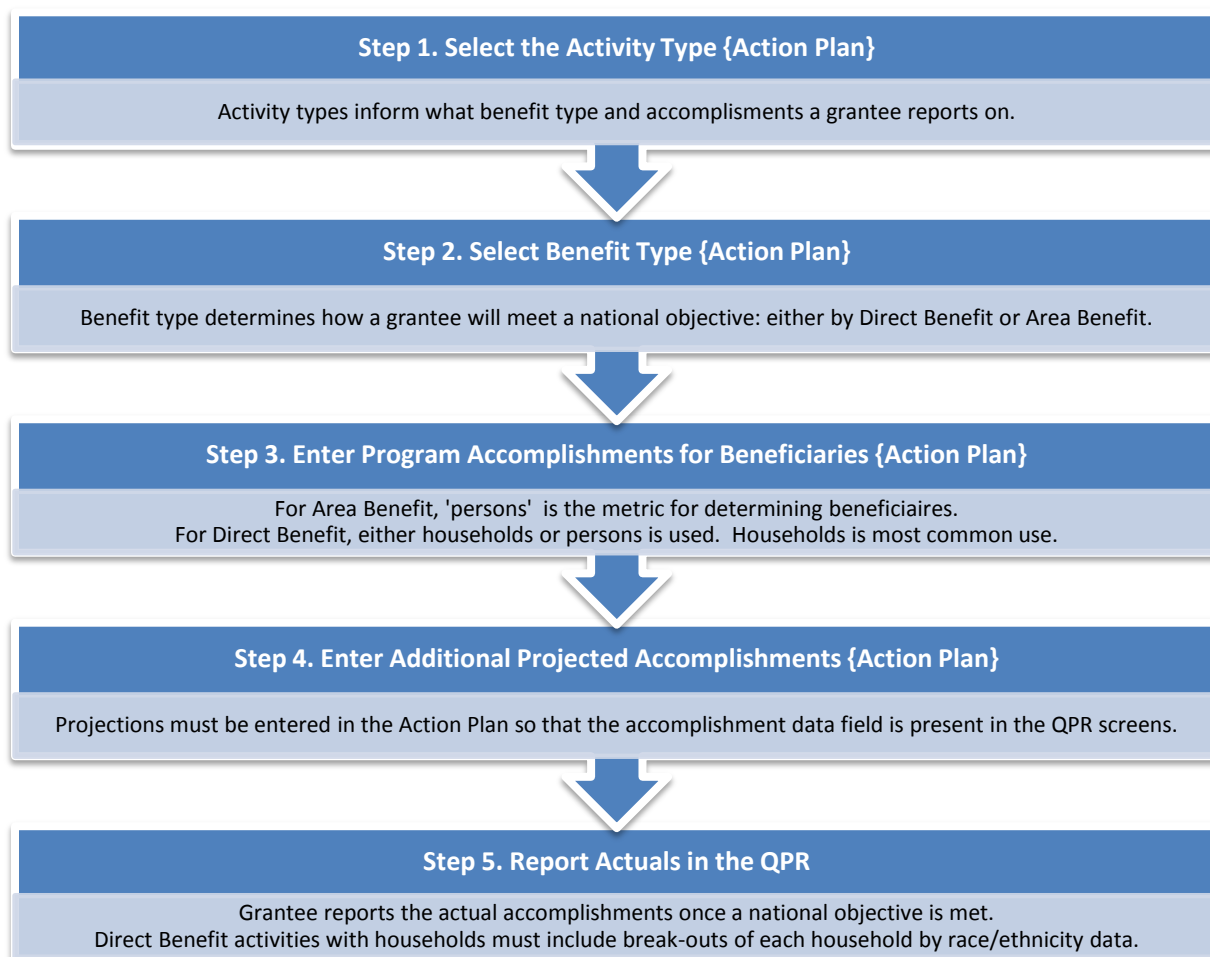 Step 1. Select the Activity Type {Action Plan}
Activity types inform what benefit type and accomplisments a grantee reports on.
Step 2. Select Benefit Type {Action Plan}
Benefit type determines how a grantee will meet a national objective: either by Direct Benefit or Area Benefit.
Step 3. Enter Program Accomplishments for Beneficiaries {Action Plan}
For Area Benefit, 'persons'  is the metric for determining beneficiaires.
For Direct Benefit, either households or persons is used.  Households is most common use.
Step 4. Enter Additional Projected Accomplishments {Action Plan}
Projections must be entered in the Action Plan so that the accomplishment data field is present in the QPR screens.
Step 5. Report Actuals in the QPR
Grantee reports the actual accomplishments once a national objective is met.
Direct Benefit activities with households must include break-outs of each household by race/ethnicity data.